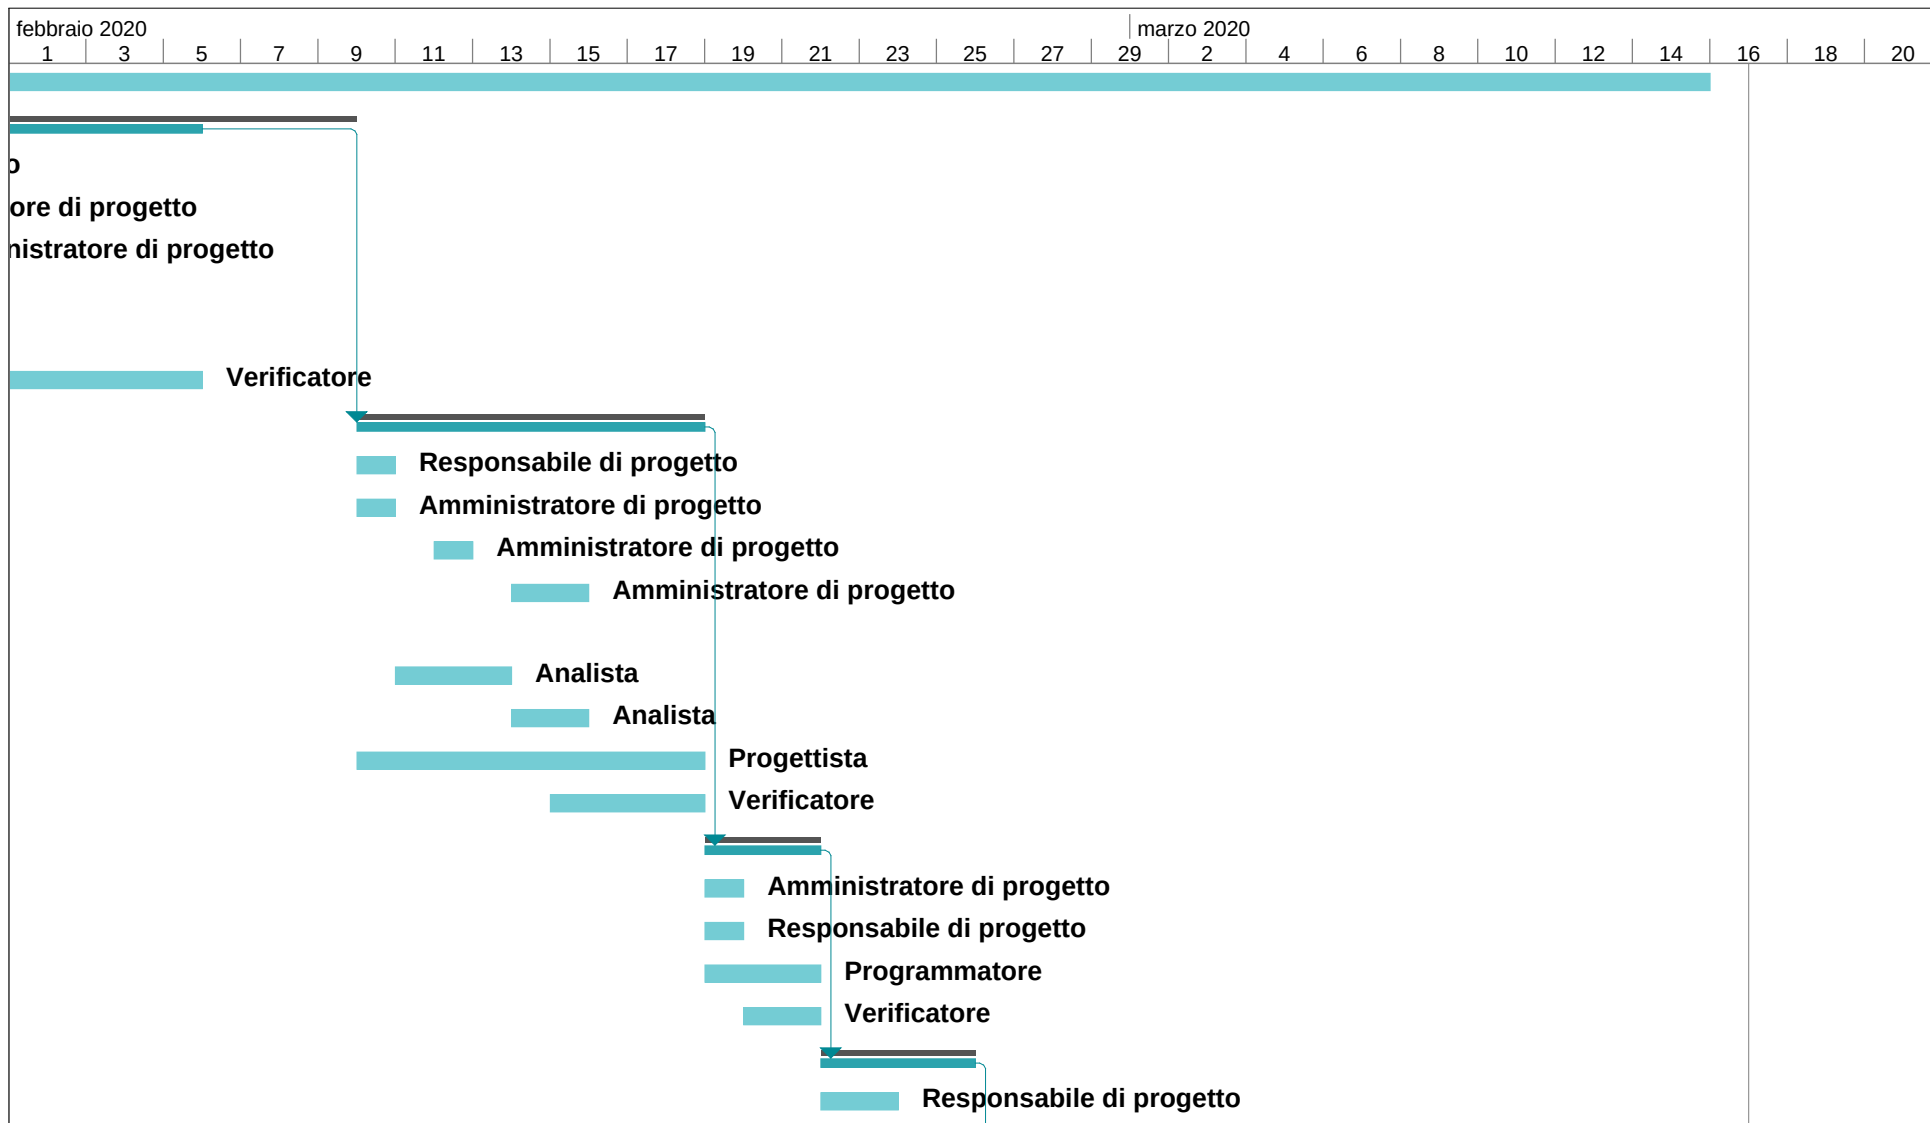 febbraio 2020 marzo 2020
1 3 5 7 9 11 13 15 17 19 21 23 25 27 29 2 4 6 8 10 12 14 16 18 20
o
ore di progetto
nistratore di progetto
Verificatore
Responsabile di progetto
Amministratore di progetto
Amministratore di progetto
Amministratore di progetto
Analista
Analista
Progettista
Verificatore
Amministratore di progetto
Responsabile di progetto
Programmatore
Verificatore
Responsabile di progetto